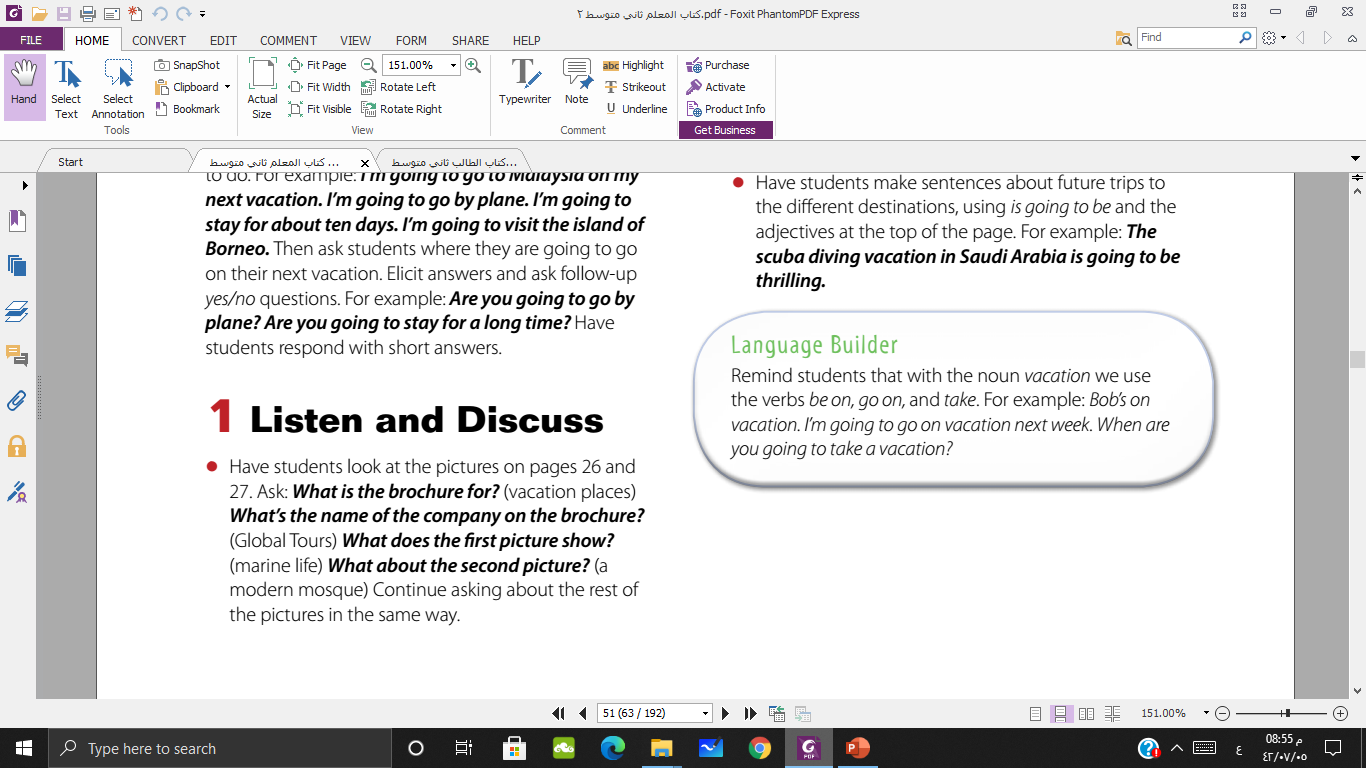 كتاب المعلم ثاني متوسط ٢.pdf - Foxit PhantomPDF Express
FILE
HOME
CONVERT
EDIT
COMMENT
VIEW
FORM
SHARE
HELP
Find
Hand
Select
Text
Select
Annotation
SnapShot
Clipboard
Bookmark
Tools
Actual
Size
Fit Page
Fit Width
Fit Visible
151.00%
Rotate Left
Rotate Right
View
Typewriter
Note
Highlight
Strikeout
Underline
Comment
Purchase
Activate
Product Info
Get Business
Start
كتاب المعلم ثاني متوسط ...
كتاب الطالب ثاني متوسط...
to do. For example: I'm going to go to Malaysia on my
next vacation. I'm going to go by plane. I'm going to
stay for about ten days. I'm going to visit the island of
Borneo. Then ask students where they are going to go
on their next vacation. Elicit answers and ask follow-up
yes/no questions. For example: Are you going to go by
plane? Are you going to stay for a long time? Have
students respond with short answers.
1 Listen and Discuss
• Have students look at the pictures on pages 26 and
27. Ask: What is the brochure for? (vacation places)
What's the name of the company on the brochure?
(Global Tours) What does the first picture show?
(marine life) What about the second picture? (a
modern mosque) Continue asking about the rest of
the pictures in the same way.
• Have students make sentences about future trips to
the different destinations, using is going to be and the
adjectives at the top of the page. For example: The
scuba diving vacation in Saudi Arabia is going to be
thrilling.
Language Builder
Remind students that with the noun vacation we use
the verbs be on, go on, and take. For example: Bob's on
vacation. I'm going to go on vacation next week. When are
you going to take a vacation?
51 (63 / 192)
151.00%
Type here to search
ع
08:55 م
٤٢/٠٧/٠٥